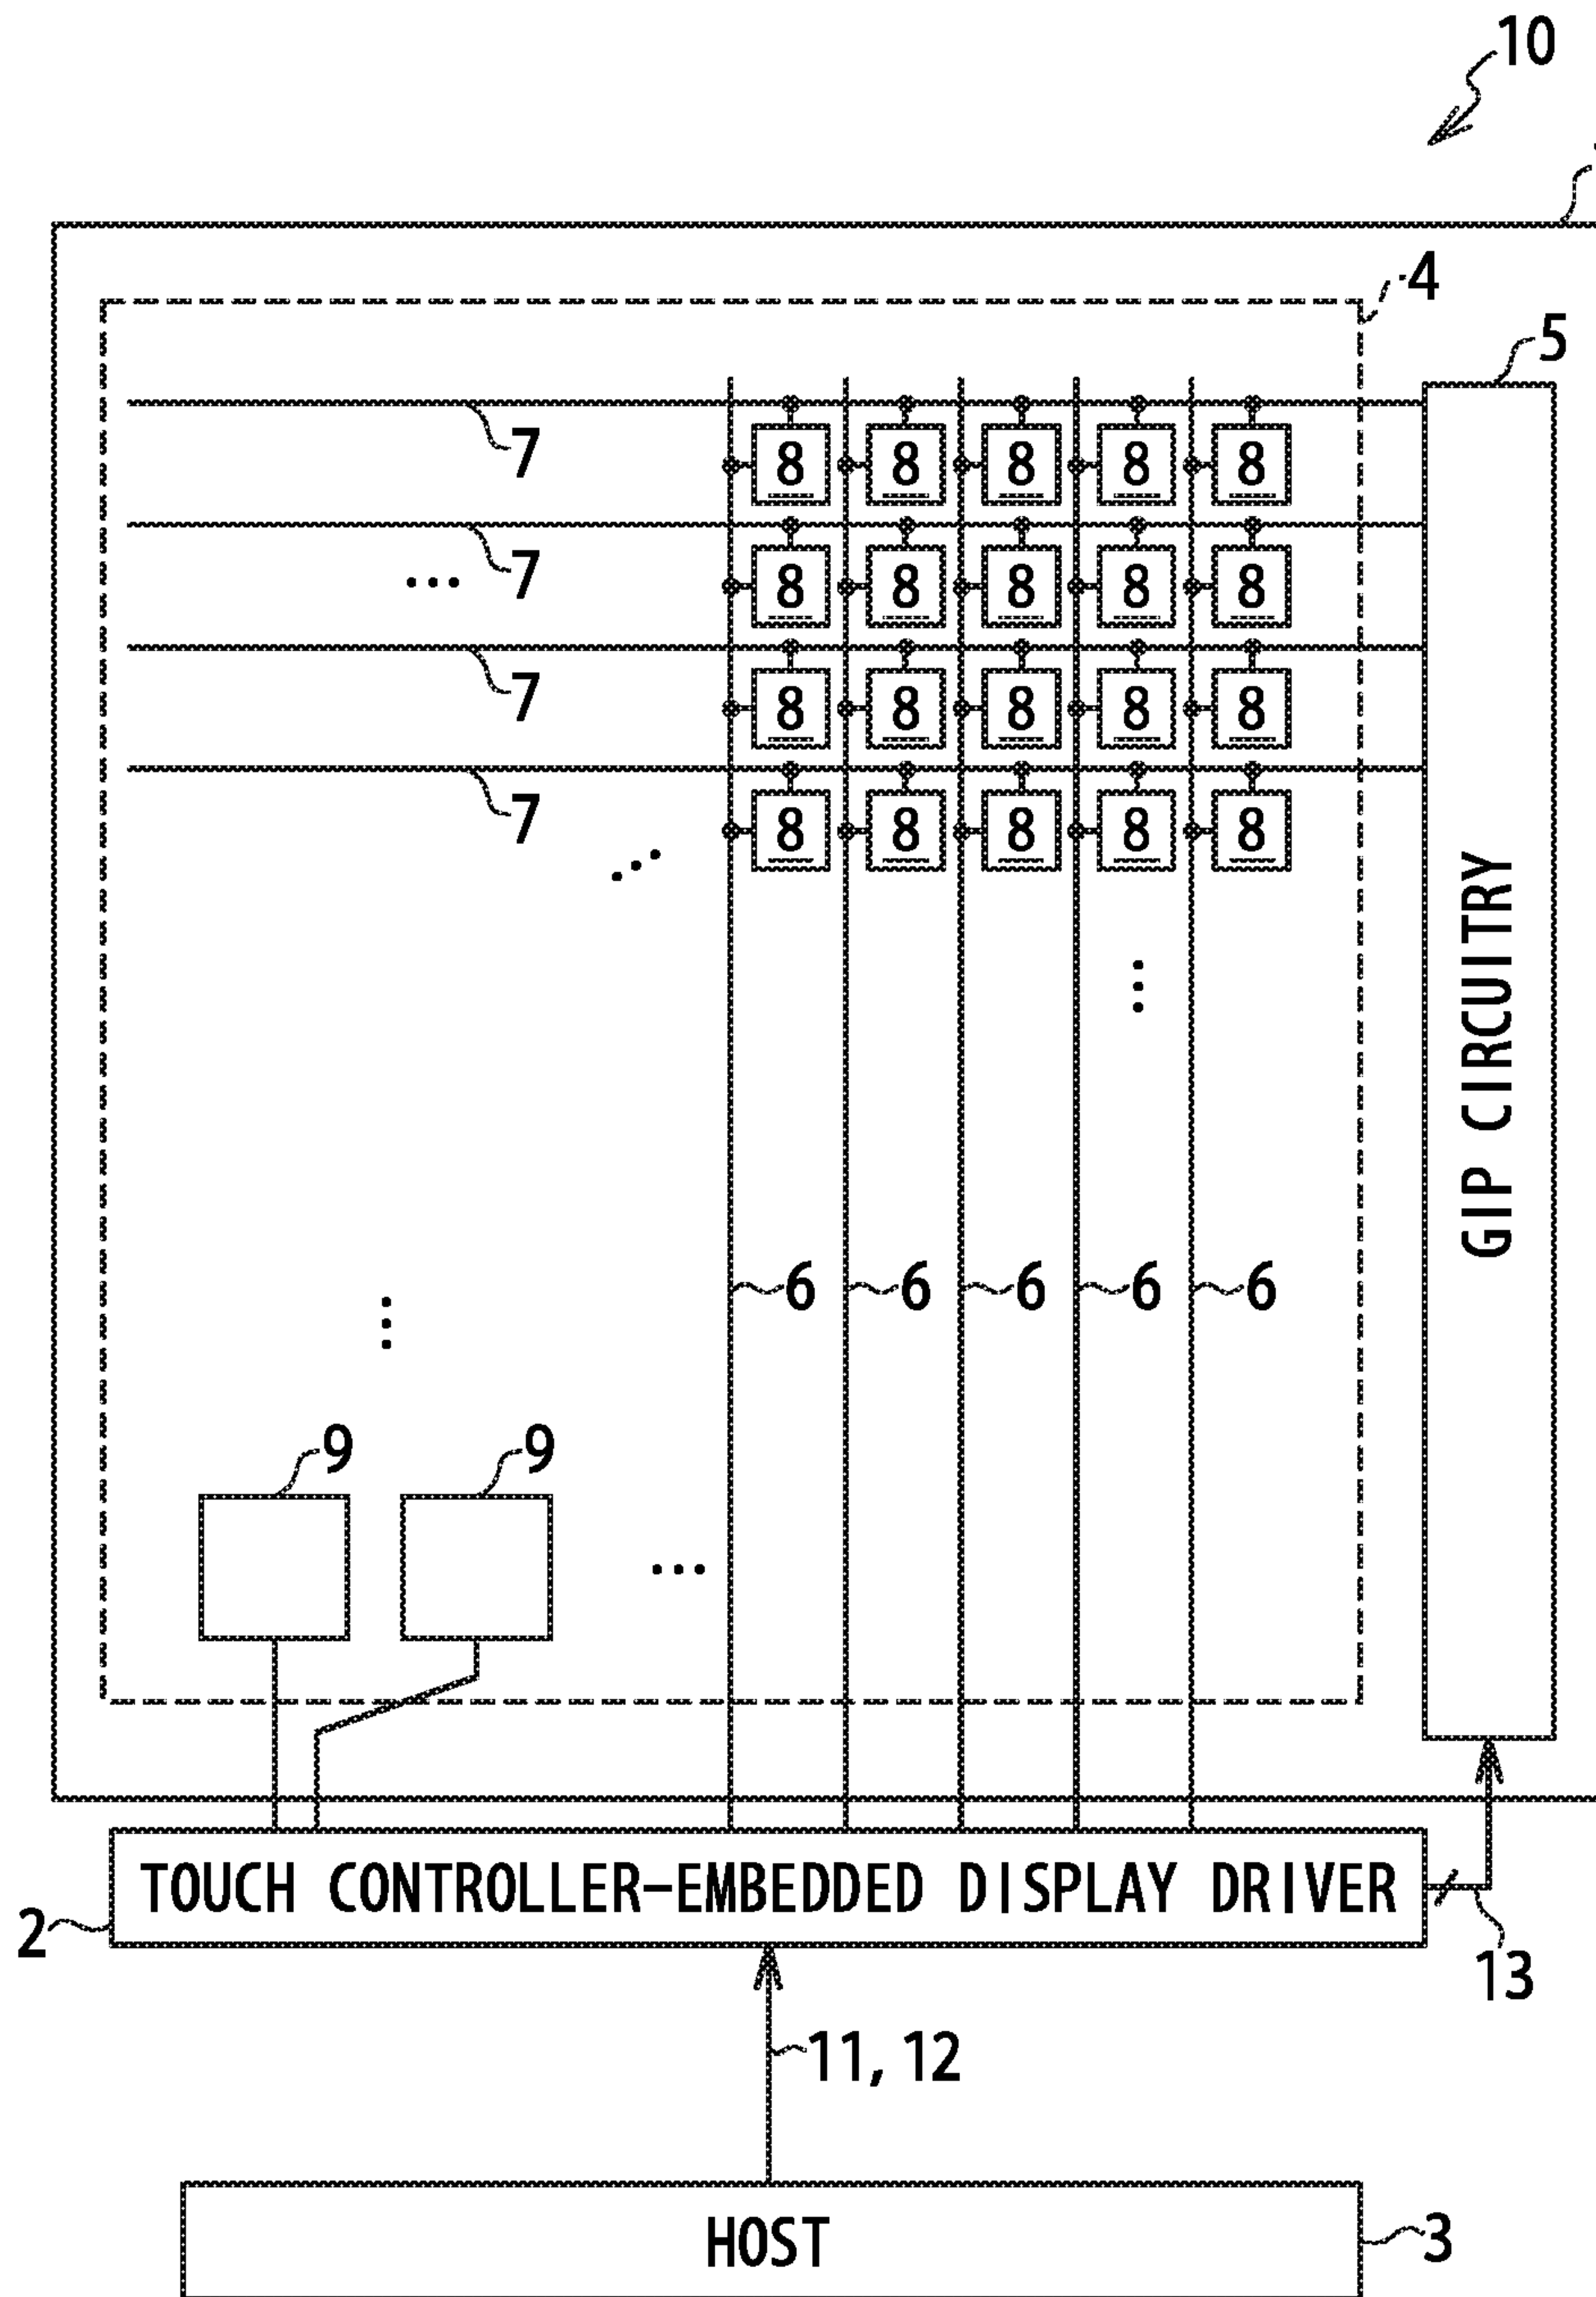 10
4
5
7
8 8 8 8 8
7
8 8 8 8 8
7
8 8 8 8 8
7
8 8 8 8 8
GIP CIRCUITRY
6 6 6 6 6
9 9
TOUCH CONTROLLER-EMBEDDED DISPLAY DRIVER
2
13
11, 12
HOST
3